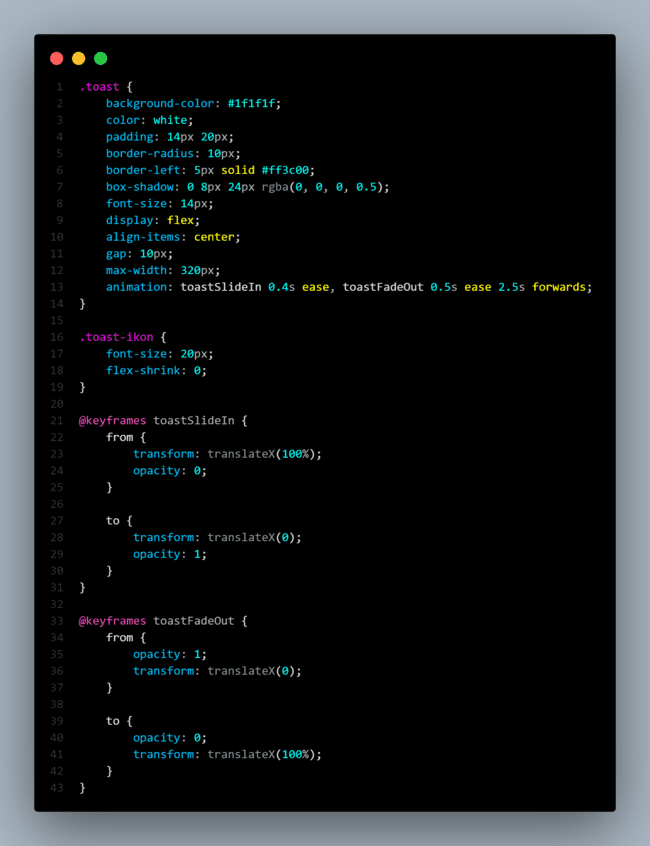 1 .toast {
2     background-color: #1f1f1f;
3     color: white;
4     padding: 14px 20px;
5     border-radius: 10px;
6     border-left: 5px solid #ff3c00;
7     box-shadow: 0 8px 24px rgba(0, 0, 0, 0.5);
8     font-size: 14px;
9     display: flex;
10     align-items: center;
11     gap: 10px;
12     max-width: 320px;
13     animation: toastSlideIn 0.4s ease, toastFadeOut 0.5s ease 2.5s forwards;
14 }
15
16 .toast-ikon {
17     font-size: 20px;
18     flex-shrink: 0;
19 }
20
21 @keyframes toastSlideIn {
22     from {
23         transform: translateX(100%);
24         opacity: 0;
25     }
26
27     to {
28         transform: translateX(0);
29         opacity: 1;
30     }
31 }
32
33 @keyframes toastFadeOut {
34     from {
35         opacity: 1;
36         transform: translateX(0);
37     }
38
39     to {
40         opacity: 0;
41         transform: translateX(100%);
42     }
43 }